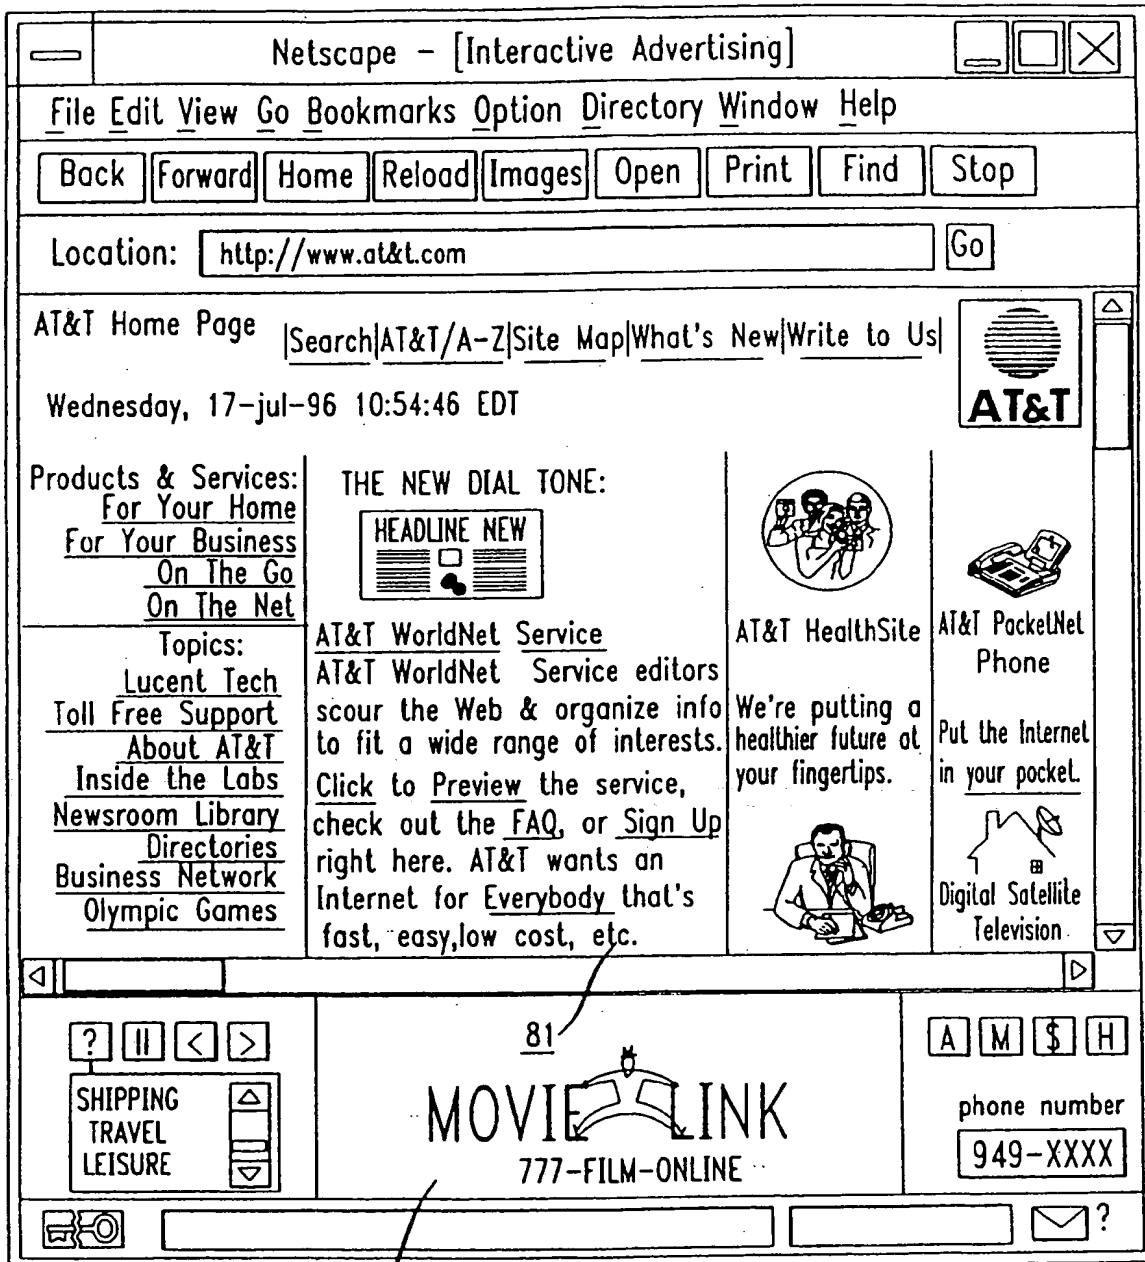 Netscape – [Interactive Advertising]
File Edit View Go Bookmarks Option Directory Window Help
Back Forward Home Reload Images Open Print Find Stop
Location: http://www.at&t.com Go
AT&T Home Page |Search|AT&T/A–Z|Site Map|What's New|Write to Us|
AT&T
Wednesday, 17–jul–96 10:54:46 EDT
Products & Services:
For Your Home
For Your Business
On The Go
On The Net
Topics:
Lucent Tech
Toll Free Support
About AT&T
Inside the Labs
Newsroom Library
Directories
Business Network
Olympic Games
THE NEW DIAL TONE:
HEADLINE NEW
AT&T WorldNet Service
AT&T WorldNet Service editors
scour the Web & organize info
to fit a wide range of interests.
Click to Preview the service,
check out the FAQ, or Sign Up
right here. AT&T wants an
Internet for Everybody that's
fast, easy,low cost, etc.
AT&T HealthSite
We're putting a
healthier future at
your fingertips.
AT&T PocketNet
Phone
Put the Internet
in your pocket.
Digital Satellite
Television
? || < >
SHIPPING
TRAVEL
LEISURE
81
MOVIE LINK
777–FILM–ONLINE
A M $ H
phone number
949–XXXX
?